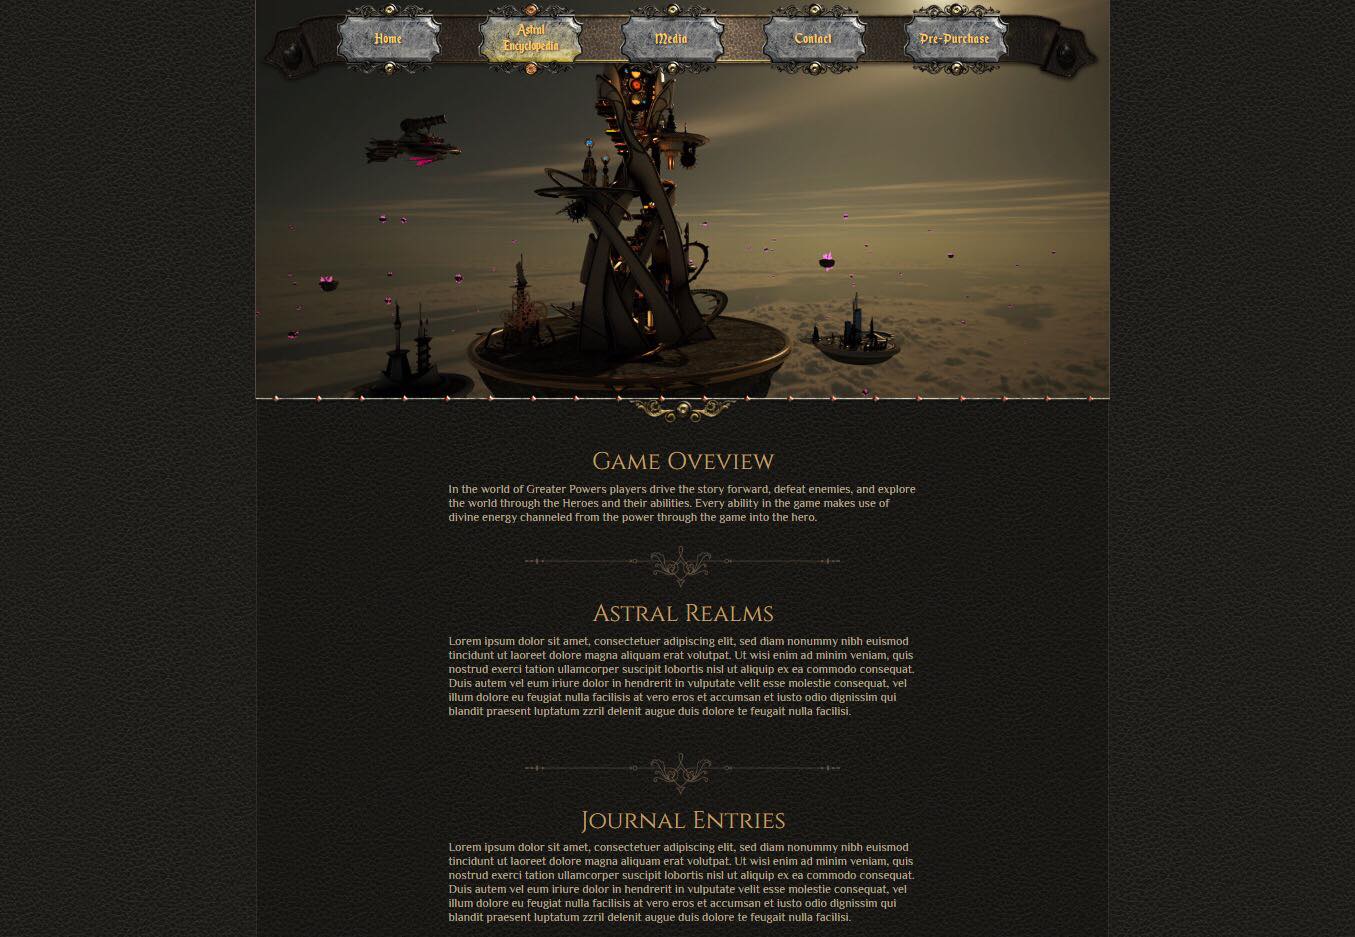 Home
Astral
Encyclopedia
Media
Contact
Pre-Purchase
Game Oveview
In the world of Greater Powers players drive the story forward, defeat enemies, and explore
the world through the Heroes and their abilities. Every ability in the game makes use of
divine energy channeled from the power through the game into the hero.
Astral Realms
Lorem ipsum dolor sit amet, consectetuer adipiscing elit, sed diam nonummy nibh euismod
tincidunt ut laoreet dolore magna aliquam erat volutpat. Ut wisi enim ad minim veniam, quis
nostrud exerci tation ullamcorper suscipit lobortis nisl ut aliquip ex ea commodo consequat.
Duis autem vel eum iriure dolor in hendrerit in vulputate velit esse molestie consequat, vel
illum dolore eu feugiat nulla facilisis at vero eros et accumsan et iusto odio dignissim qui
blandit praesent luptatum zzril delenit augue duis dolore te feugait nulla facilisi.
Journal Entries
Lorem ipsum dolor sit amet, consectetuer adipiscing elit, sed diam nonummy nibh euismod
tincidunt ut laoreet dolore magna aliquam erat volutpat. Ut wisi enim ad minim veniam, quis
nostrud exerci tation ullamcorper suscipit lobortis nisl ut aliquip ex ea commodo consequat.
Duis autem vel eum iriure dolor in hendrerit in vulputate velit esse molestie consequat, vel
illum dolore eu feugiat nulla facilisis at vero eros et accumsan et iusto odio dignissim qui
blandit praesent luptatum zzril delenit augue duis dolore te feugait nulla facilisi.